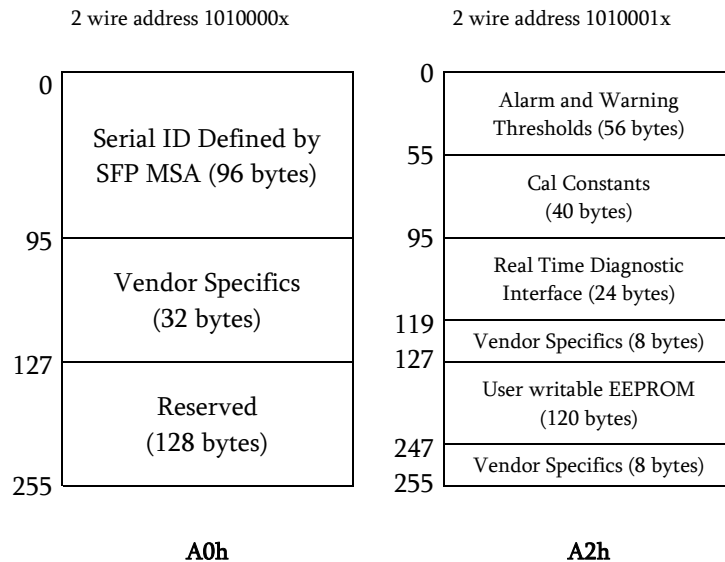 2 wire address 1010000x
0
Serial ID Defined by
SFP MSA (96 bytes)
95
Vendor Specifics
(32 bytes)
127
Reserved
(128 bytes)
255
A0h
2 wire address 1010001x
0
Alarm and Warning
Thresholds (56 bytes)
55
Cal Constants
(40 bytes)
95
Real Time Diagnostic
Interface (24 bytes)
119
Vendor Specifics (8 bytes)
127
User writable EEPROM
(120 bytes)
247
Vendor Specifics (8 bytes)
255
A2h